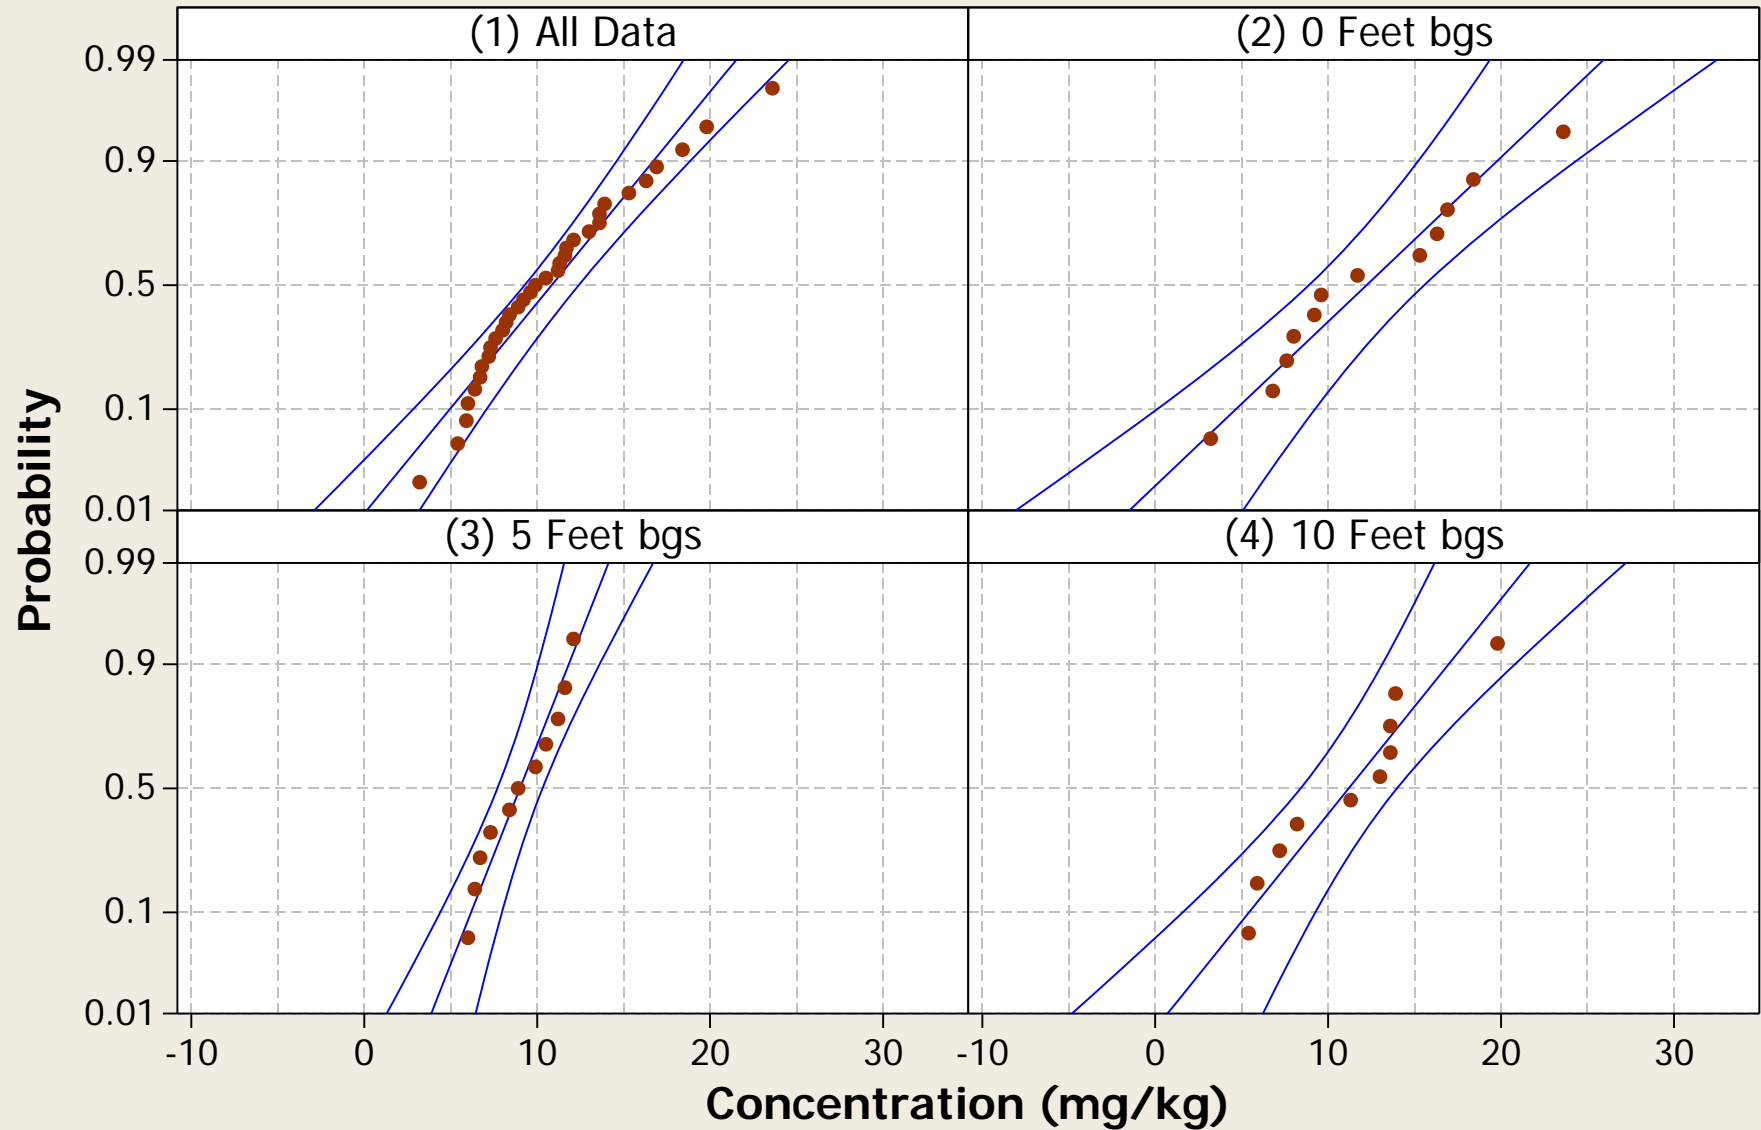 (1) All Data
(2) 0 Feet bgs
0.99
0.9
0.5
0.1
0.01
(3) 5 Feet bgs
(4) 10 Feet bgs
0.99
0.9
0.5
0.1
0.01
Probability
-10 0 10 20 30 -10 0 10 20 30
Concentration (mg/kg)